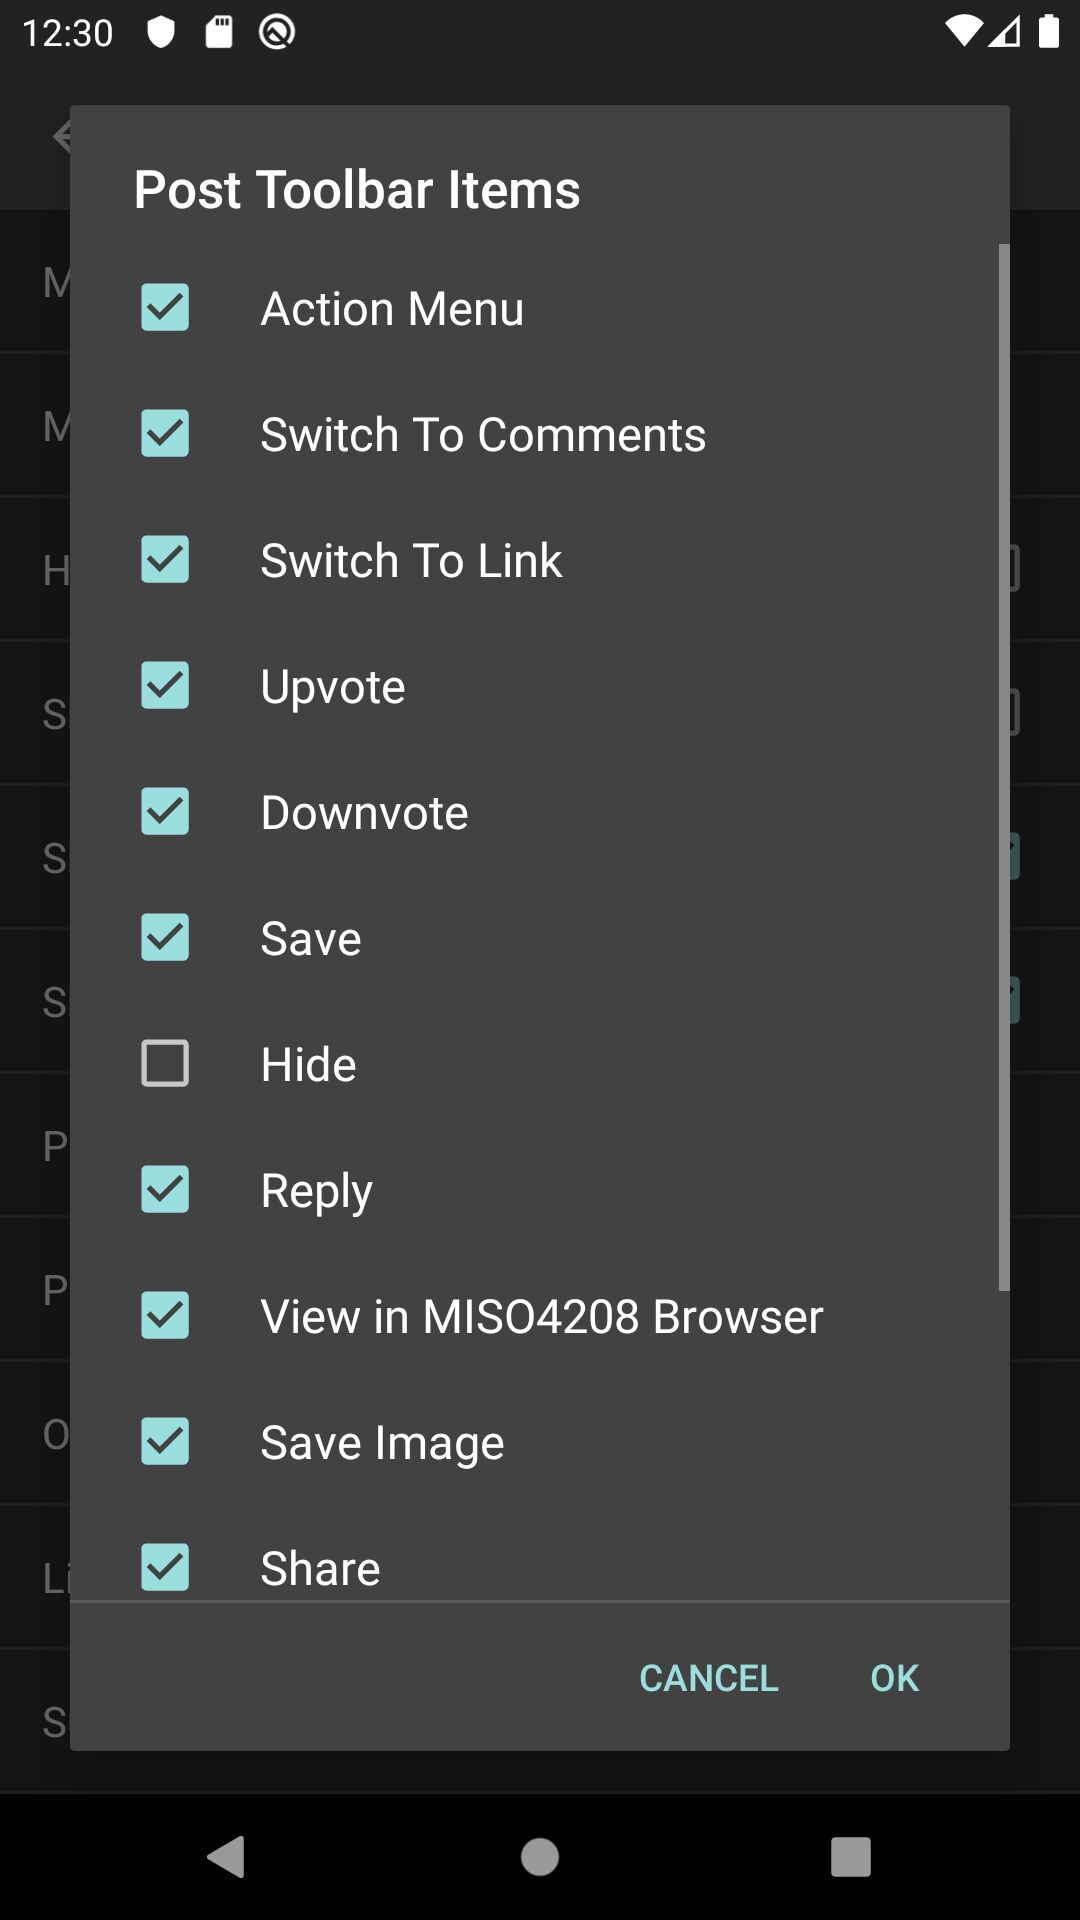 12:30
Post Toolbar Items
Action Menu
Switch To Comments
Switch To Link
Upvote
Downvote
Save
Hide
Reply
View in MISO4208 Browser
Save Image
Share
CANCEL
OK